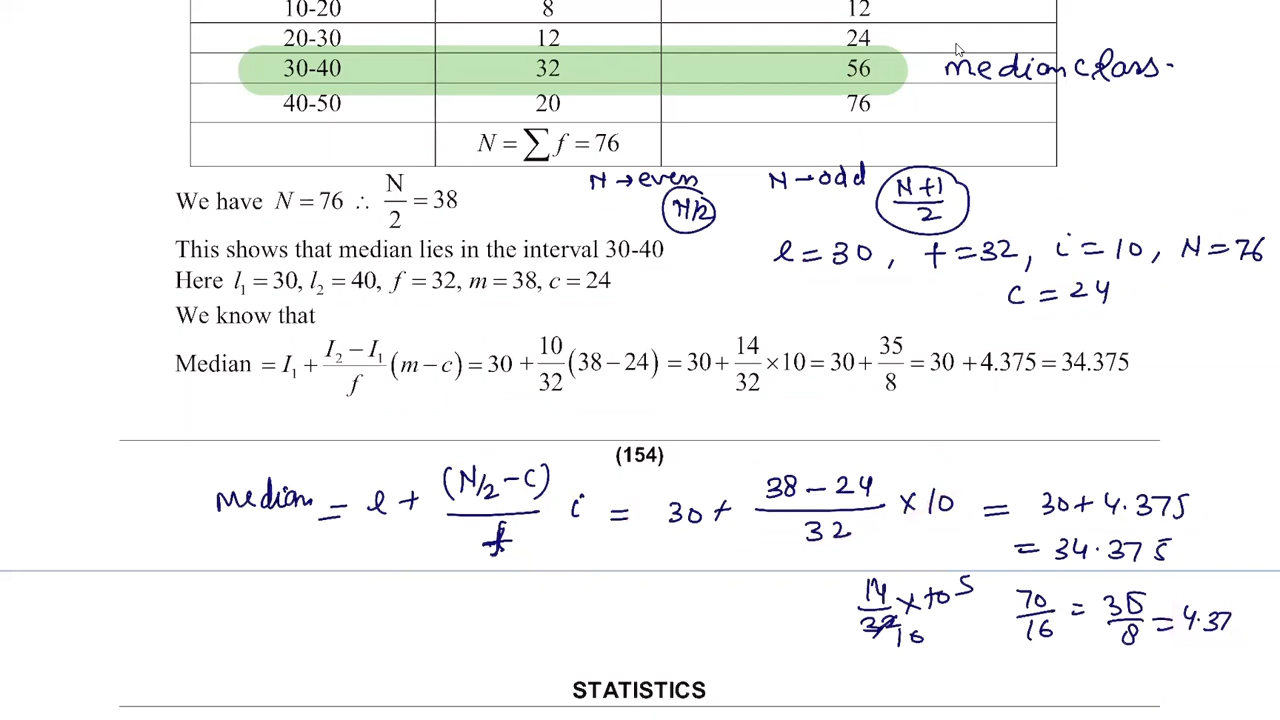 10-20 8 12
20-30 12 24
30-40 32 56 median class.
40-50 20 76
N = ∑ f = 76
N → even N → odd N+1/2
We have N = 76 ∴ N/2 = 38 N/2
This shows that median lies in the interval 30-40 l = 30, f = 32, i = 10, N = 76
Here l₁ = 30, l₂ = 40, f = 32, m = 38, c = 24 c = 24
We know that
Median = I₁ + I₂ − I₁/f (m − c) = 30 + 10/32 (38 − 24) = 30 + 14/32 × 10 = 30 + 35/8 = 30 + 4.375 = 34.375
(154)
median = l + (N/2 − C)/f i = 30 + 38 − 24/32 × 10 = 30 + 4.375
= 34.375
14/32 × 10 5 16 70/16 = 35/8 = 4.37
STATISTICS